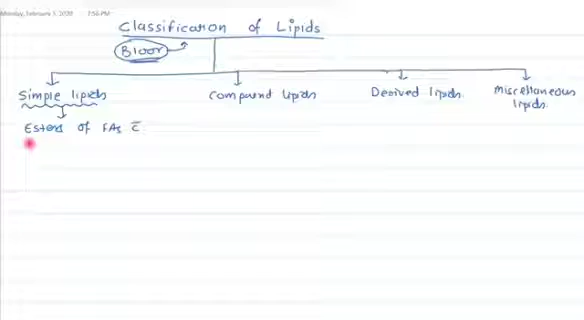 Monday, February 3, 2020 7:56 PM
Classification of Lipids
Bloor
Simple lipids
Compound lipids
Derived lipids
Miscellaneous
lipids
Esters of FAs c̄